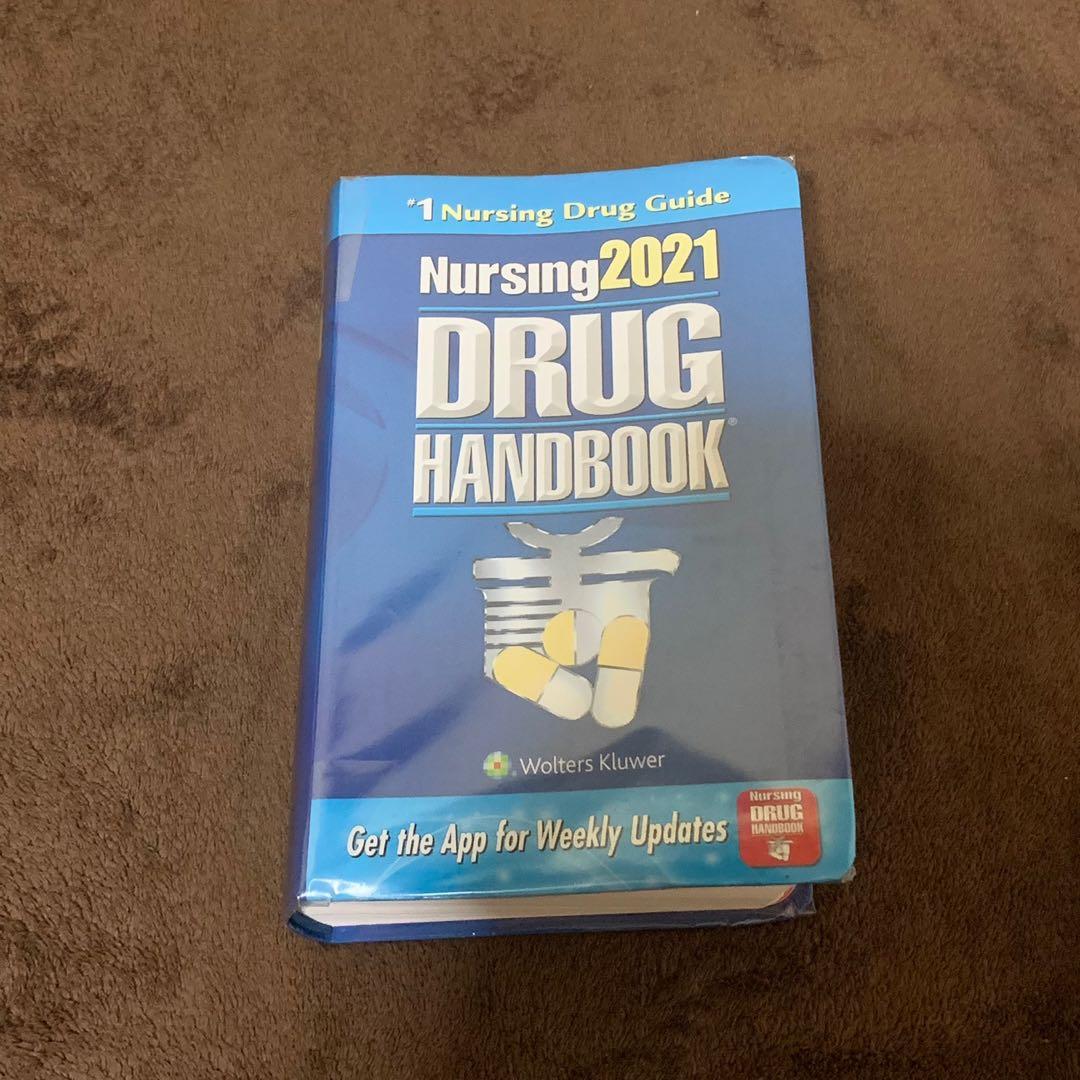 #1 Nursing Drug Guide
Nursing2021
DRUG
HANDBOOK®
Wolters Kluwer
Get the App for Weekly Updates
Nursing
DRUG
HANDBOOK